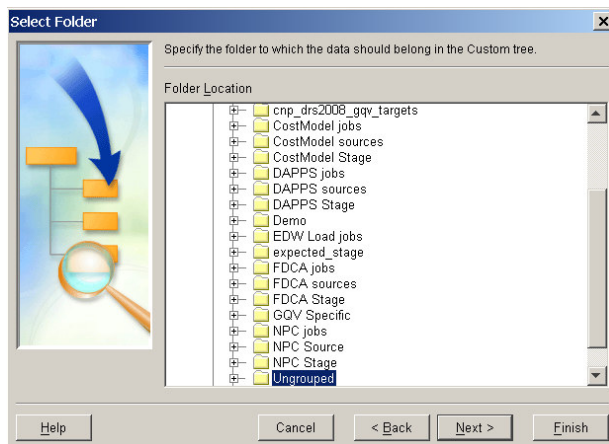 Select Folder
Specify the folder to which the data should belong in the Custom tree.
Folder Location
cnp_drs2008_gqv_targets
CostModel jobs
CostModel sources
CostModel Stage
DAPPS jobs
DAPPS sources
DAPPS Stage
Demo
EDW Load jobs
expected_stage
FDCA jobs
FDCA sources
FDCA Stage
GQV Specific
NPC jobs
NPC Source
NPC Stage
Ungrouped
Help Cancel < Back Next > Finish